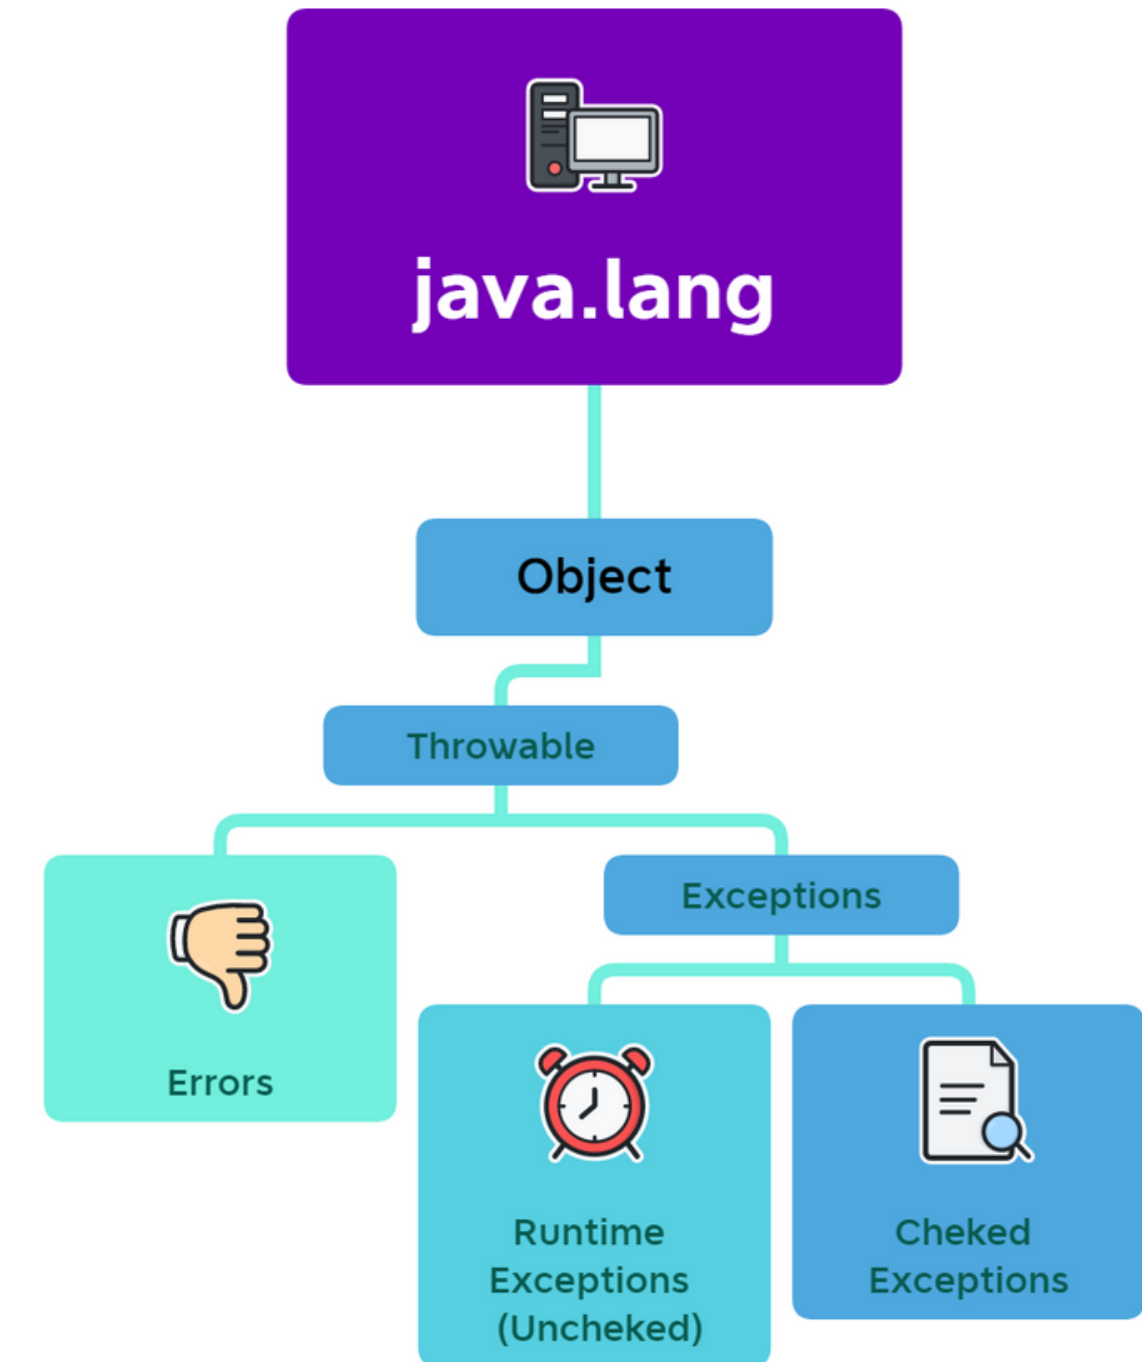 java.lang
Object
Throwable
Exceptions
Errors
Runtime
Exceptions
(Uncheked)
Cheked
Exceptions